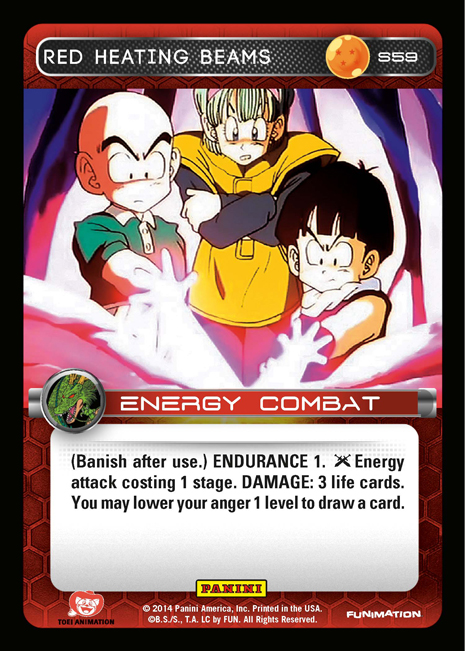 RED HEATING BEAMS
S59
ENERGY COMBAT
(Banish after use.) ENDURANCE 1. Energy
attack costing 1 stage. DAMAGE: 3 life cards.
You may lower your anger 1 level to draw a card.
PANINI
TOEI ANIMATION
© 2014 Panini America, Inc. Printed in the USA.
©B.S./S., T.A. LC by FUN. All Rights Reserved.
FUNIMATION